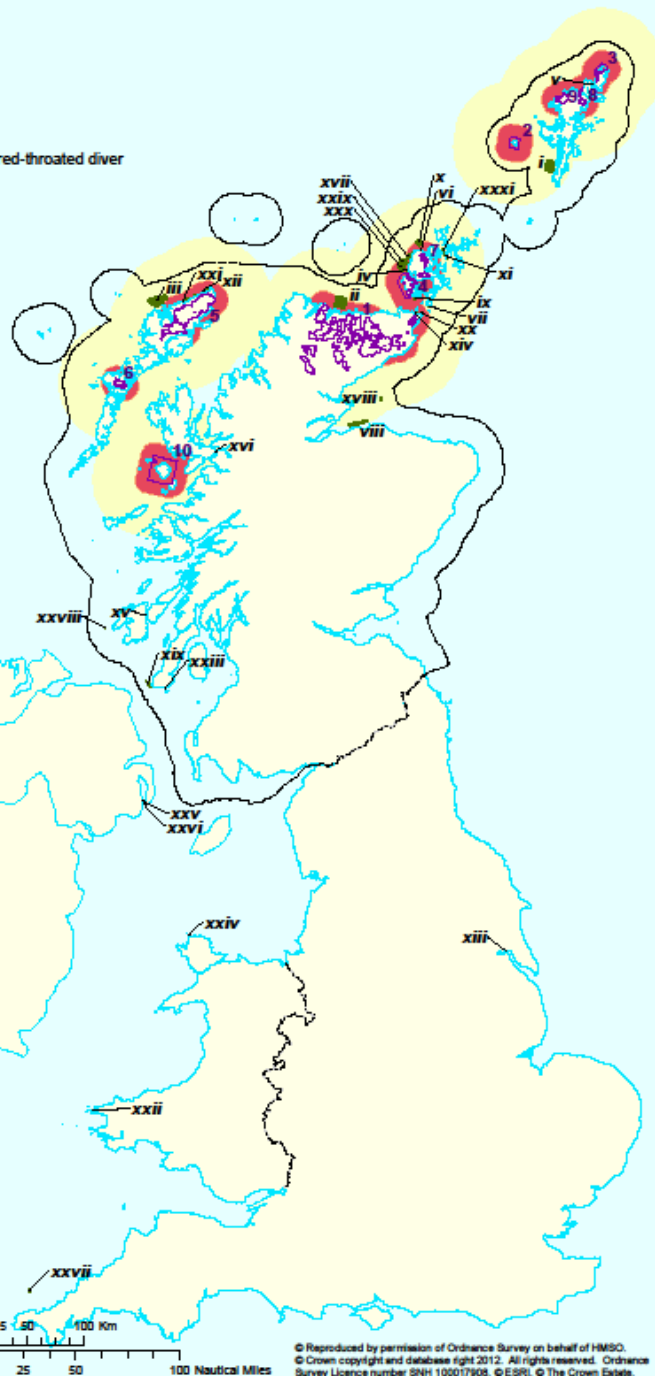 3
v
9
8
2
red-throated diver
i
x
xvii
vi
xxxi
xxix
xxx
7
iv
xi
xxi
xii
iii
4
ii
ix
1
5
vii
xx
xiv
6
xviii
viii
10
xvi
xv
xxviii
xix
xxiii
xxv
xxvi
xxiv
xiii
xxii
xxvii
50
100 Km
25
50
100 Nautical Miles
© Reproduced by permission of Ordnance Survey on behalf of HMSO.
© Crown copyright and database right 2012. All rights reserved. Ordnance
Survey Licence number SNH 100017908. © ESRI. © The Crown Estate.